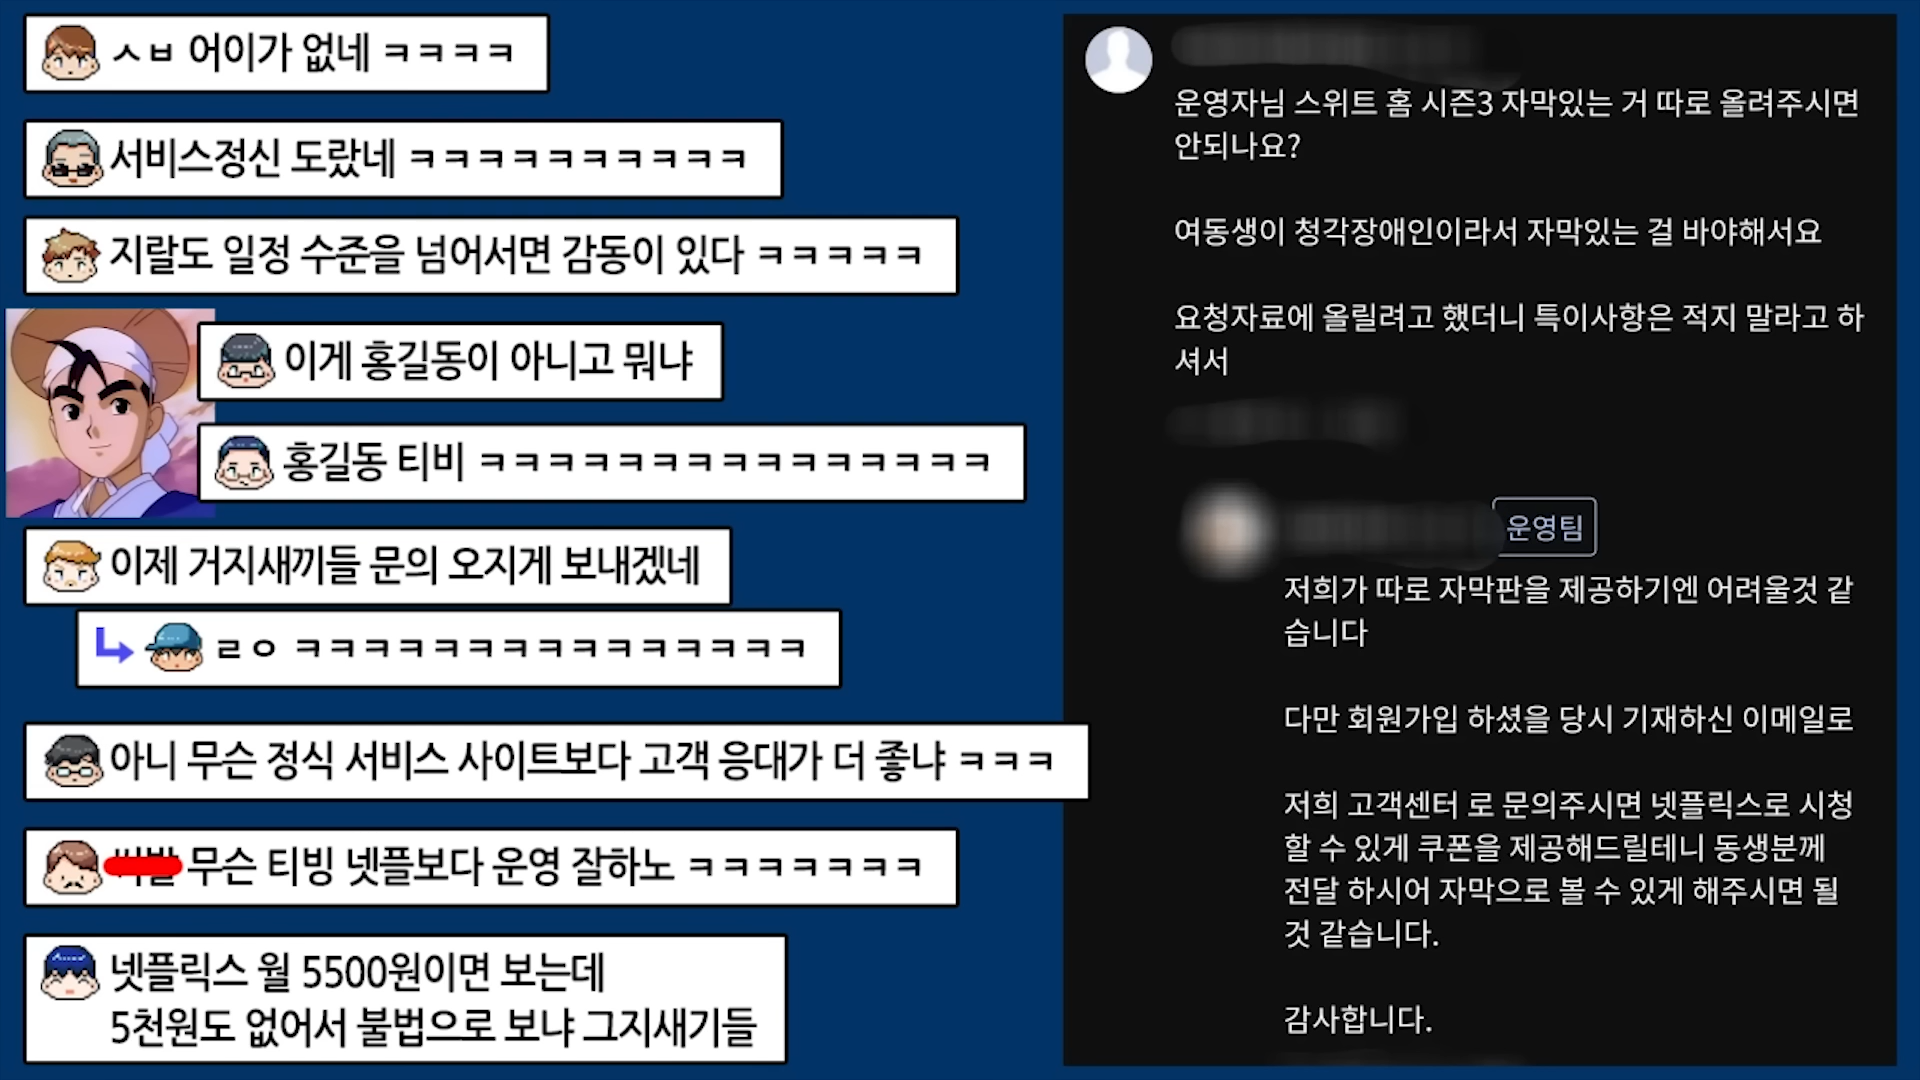 ㅅㅂ 어이가 없네 ㅋㅋㅋㅋ
서비스정신 도랐네 ㅋㅋㅋㅋㅋㅋㅋㅋㅋㅋ
지랄도 일정 수준을 넘어서면 감동이 있다 ㅋㅋㅋㅋㅋ
이게 홍길동이 아니고 뭐냐
홍길동 티비 ㅋㅋㅋㅋㅋㅋㅋㅋㅋㅋㅋㅋㅋㅋㅋ
이제 거지새끼들 문의 오지게 보내겠네
ㄹㅇ ㅋㅋㅋㅋㅋㅋㅋㅋㅋㅋㅋㅋㅋㅋㅋ
아니 무슨 정식 서비스 사이트보다 고객 응대가 더 좋냐 ㅋㅋㅋ
무슨 티빙 넷플보다 운영 잘하노 ㅋㅋㅋㅋㅋㅋㅋ
넷플릭스 월 5500원이면 보는데
5천원도 없어서 불법으로 보냐 그지새기들
운영자님 스위트 홈 시즌3 자막있는 거 따로 올려주시면
안되나요?
여동생이 청각장애인이라서 자막있는 걸 바야해서요
요청자료에 올릴려고 했더니 특이사항은 적지 말라고 하
셔서
운영팀
저희가 따로 자막판을 제공하기엔 어려울것 같
습니다
다만 회원가입 하셨을 당시 기재하신 이메일로
저희 고객센터 로 문의주시면 넷플릭스로 시청
할 수 있게 쿠폰을 제공해드릴테니 동생분께
전달 하시어 자막으로 볼 수 있게 해주시면 될
것 같습니다.
감사합니다.